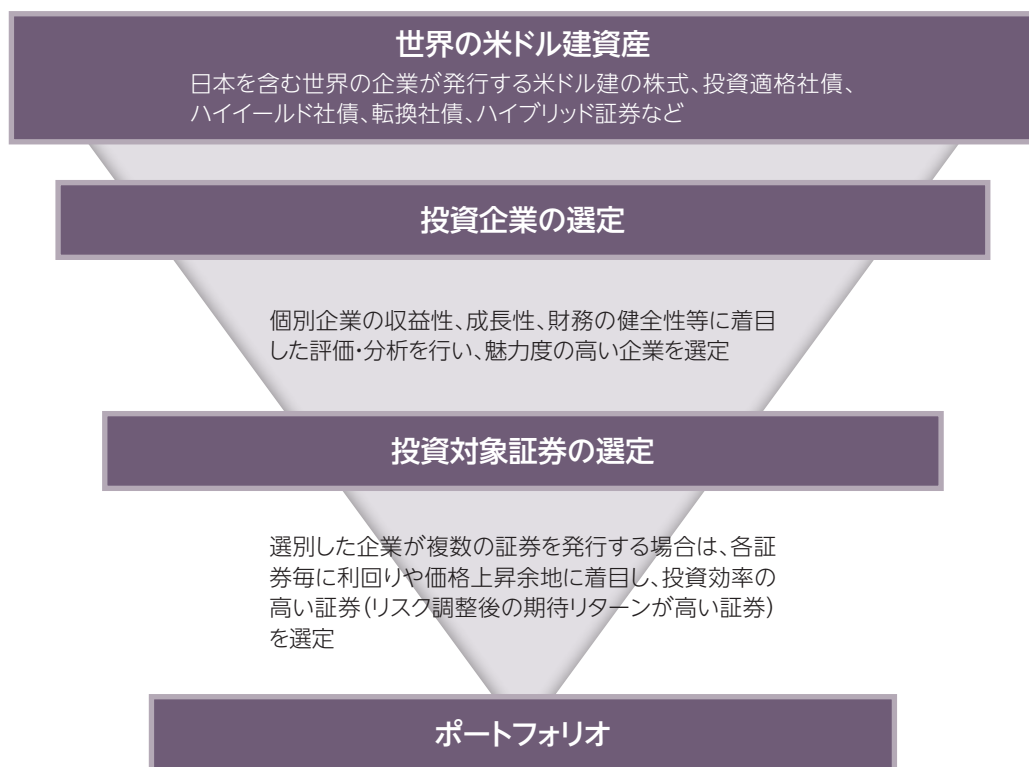 世界の米ドル建資産
日本を含む世界の企業が発行する米ドル建の株式、投資適格社債、
ハイイールド社債、転換社債、ハイブリッド証券など
投資企業の選定
個別企業の収益性、成長性、財務の健全性等に着目
した評価・分析を行い、魅力度の高い企業を選定
投資対象証券の選定
選別した企業が複数の証券を発行する場合は、各証
券毎に利回りや価格上昇余地に着目し、投資効率の
高い証券(リスク調整後の期待リターンが高い証券)
を選定
ポートフォリオ